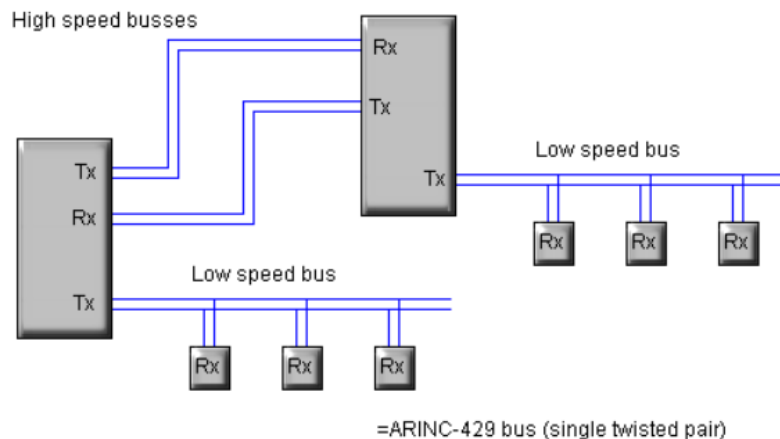 High speed busses
Rx
Tx
Tx
Low speed bus
Rx
Rx
Rx
Tx
Rx
Tx
Low speed bus
Rx
Rx
Rx
=ARINC-429 bus (single twisted pair)